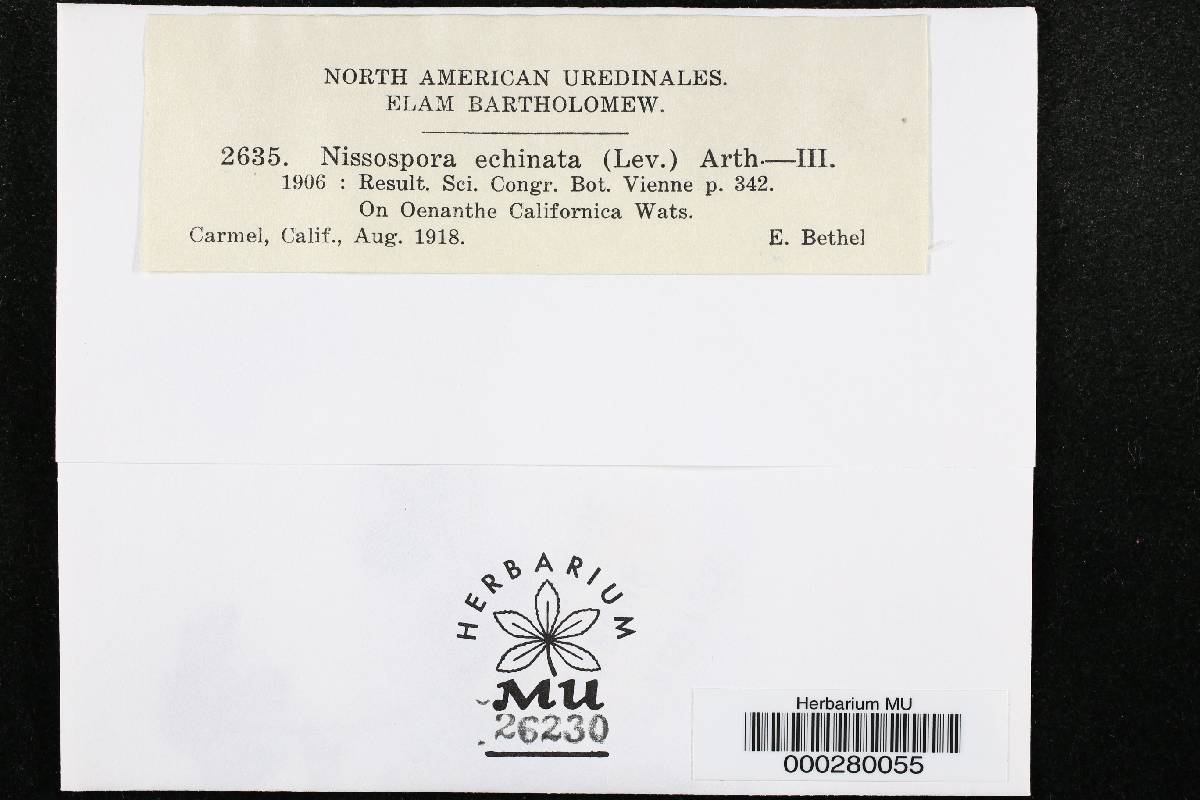 NORTH AMERICAN UREDINALES.
ELAM BARTHOLOMEW.
2635. Nissospora echinata (Lev.) Arth.—III.
1906 : Result. Sci. Congr. Bot. Vienne p. 342.
On Oenanthe Californica Wats.
Carmel, Calif., Aug. 1918. E. Bethel
HERBARIUM
MU
26230
Herbarium MU
000280055